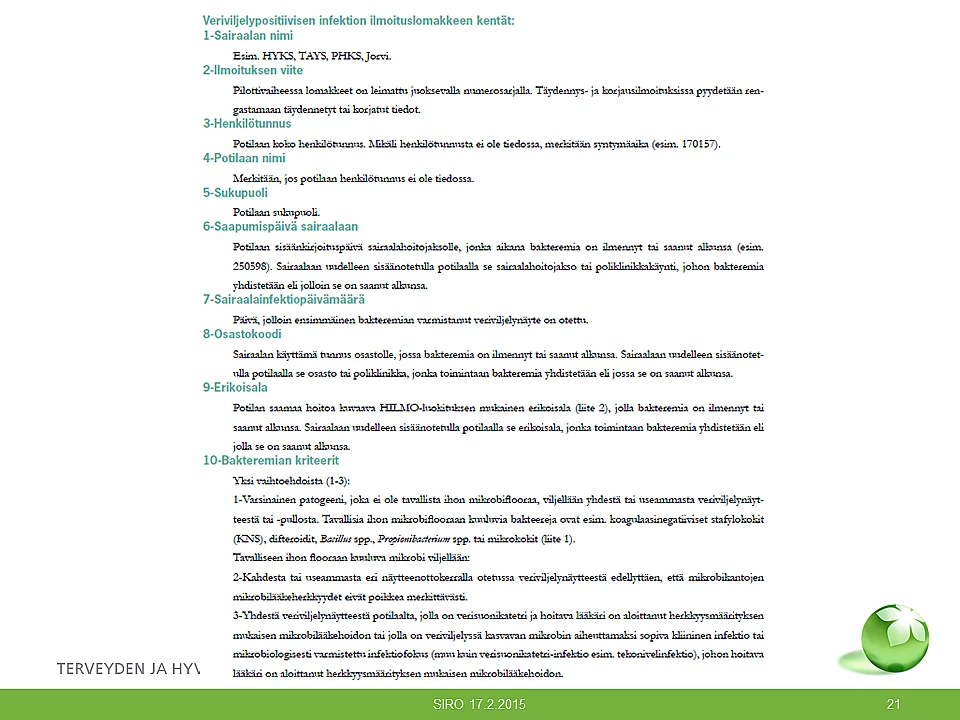 Veriviljelypositiivisen infektion ilmoituslomakkeen kentät:
1-Sairaalan nimi
Esim. HYKS, TAYS, PHKS, Jorvi.
2-Ilmoituksen viite
Pilottivaiheessa lomakkeet on leimattu juoksevalla numerosarjalla. Täydennys- ja korjausilmoituksissa pyydetään ren-
gastamaan täydennetyt tai korjatut tiedot.
3-Henkilötunnus
Potilaan koko henkilötunnus. Mikäli henkilötunnusta ei ole tiedossa, merkitään syntymäaika (esim. 170157).
4-Potilaan nimi
Merkitään, jos potilaan henkilötunnus ei ole tiedossa.
5-Sukupuoli
Potilaan sukupuoli.
6-Saapumispäivä sairaalaan
Potilaan sisäänkirjoituspäivä sairaalahoitojaksolle, jonka aikana bakteremia on ilmennyt tai saanut alkunsa (esim.
250598). Sairaalaan uudelleen sisäänotetulla potilaalla se sairaalahoitojakso tai poliklinikkakäynti, johon bakteremia
yhdistetään eli jolloin se on saanut alkunsa.
7-Sairaalainfektiopäivämäärä
Päivä, jolloin ensimmäinen bakteremian varmistanut veriviljelynäyte on otettu.
8-Osastokoodi
Sairaalan käyttämä tunnus osastolle, jossa bakteremia on ilmennyt tai saanut alkunsa. Sairaalaan uudelleen sisäänotet-
ulla potilaalla se osasto tai poliklinikka, jonka toimintaan bakteremia yhdistetään eli jossa se on saanut alkunsa.
9-Erikoisala
Potilan saamaa hoitoa kuvaava HILMO-luokituksen mukainen erikoisala (liite 2), jolla bakteremia on ilmennyt tai
saanut alkunsa. Sairaalaan uudelleen sisäänotetulla potilaalla se erikoisala, jonka toimintaan bakteremia yhdistetään eli
jolla se on saanut alkunsa.
10-Bakteremian kriteerit
Yksi vaihtoehdoista (1-3):
1-Varsinainen patogeeni, joka ei ole tavallista ihon mikrobiflooraa, viljellään yhdestä tai useammasta veriviljelynäyt-
teestä tai -pullosta. Tavallisia ihon mikrobiflooraan kuuluvia bakteereja ovat esim. koagulaasinegatiiviset stafylokokit
(KNS), difteroidit, Bacillus spp., Propionibacterium spp. tai mikrokokit (liite 1).
Tavalliseen ihon flooraan kuuluva mikrobi viljellään:
2-Kahdesta tai useammasta eri näytteenottokerralla otetussa veriviljelynäytteestä edellyttäen, että mikrobikantojen
mikrobilääkeherkkyydet eivät poikkea merkittävästi.
3-Yhdestä veriviljelynäytteestä potilaalta, jolla on verisuonikatetri ja hoitava lääkäri on aloittanut herkkyysmäärityksen
mukaisen mikrobilääkehoidon tai jolla on veriviljelyssä kasvavan mikrobin aiheuttamaksi sopiva kliininen infektio tai
mikrobiologisesti varmistettu infektiofokus (muu kuin verisuonikatetri-infektio esim. tekonivelinfektio), johon hoitava
lääkäri on aloittanut herkkyysmäärityksen mukaisen mikrobilääkehoidon.
TERVEYDEN JA HYV
SIRO 17.2.2015
21